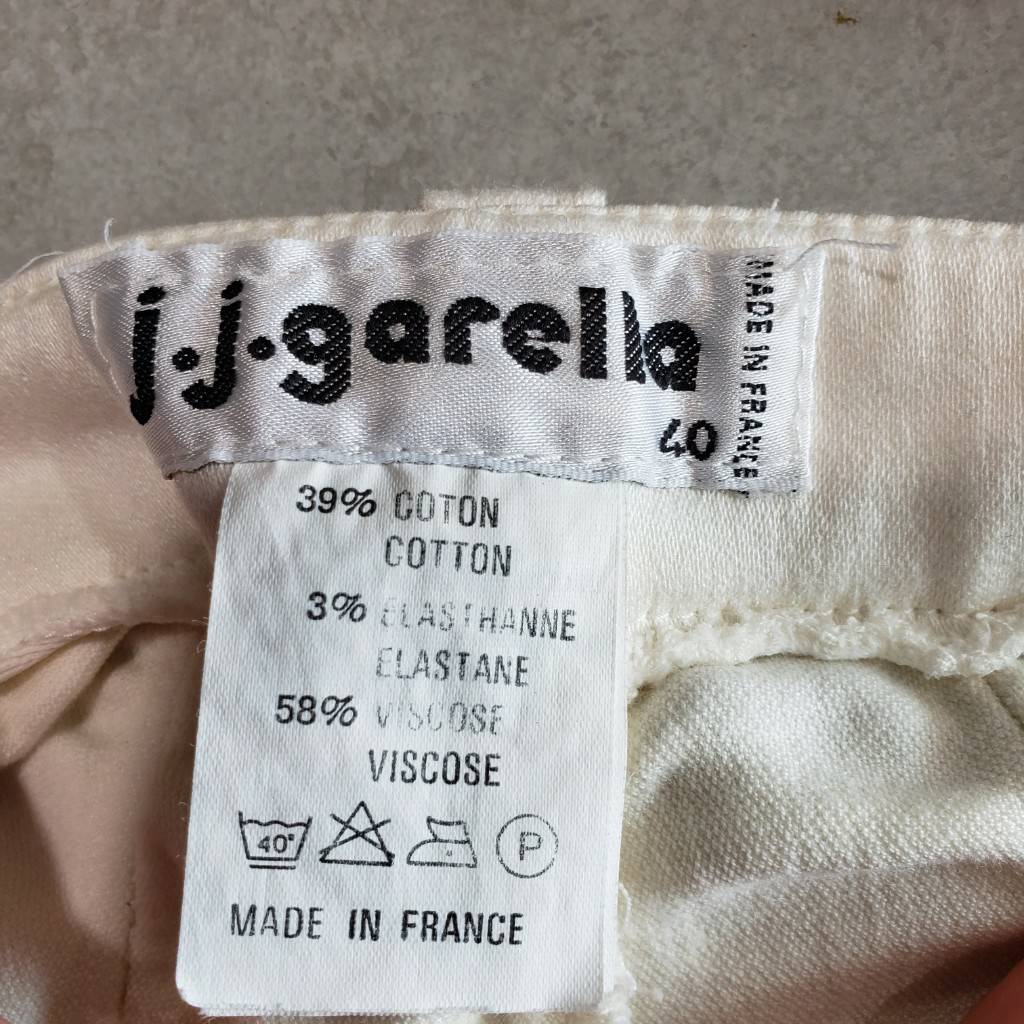 j.j.garella
40
MADE IN FRANCE
39% COTON
COTTON
3% ELASTHANNE
ELASTANE
58% VISCOSE
VISCOSE
40°
P
MADE IN FRANCE